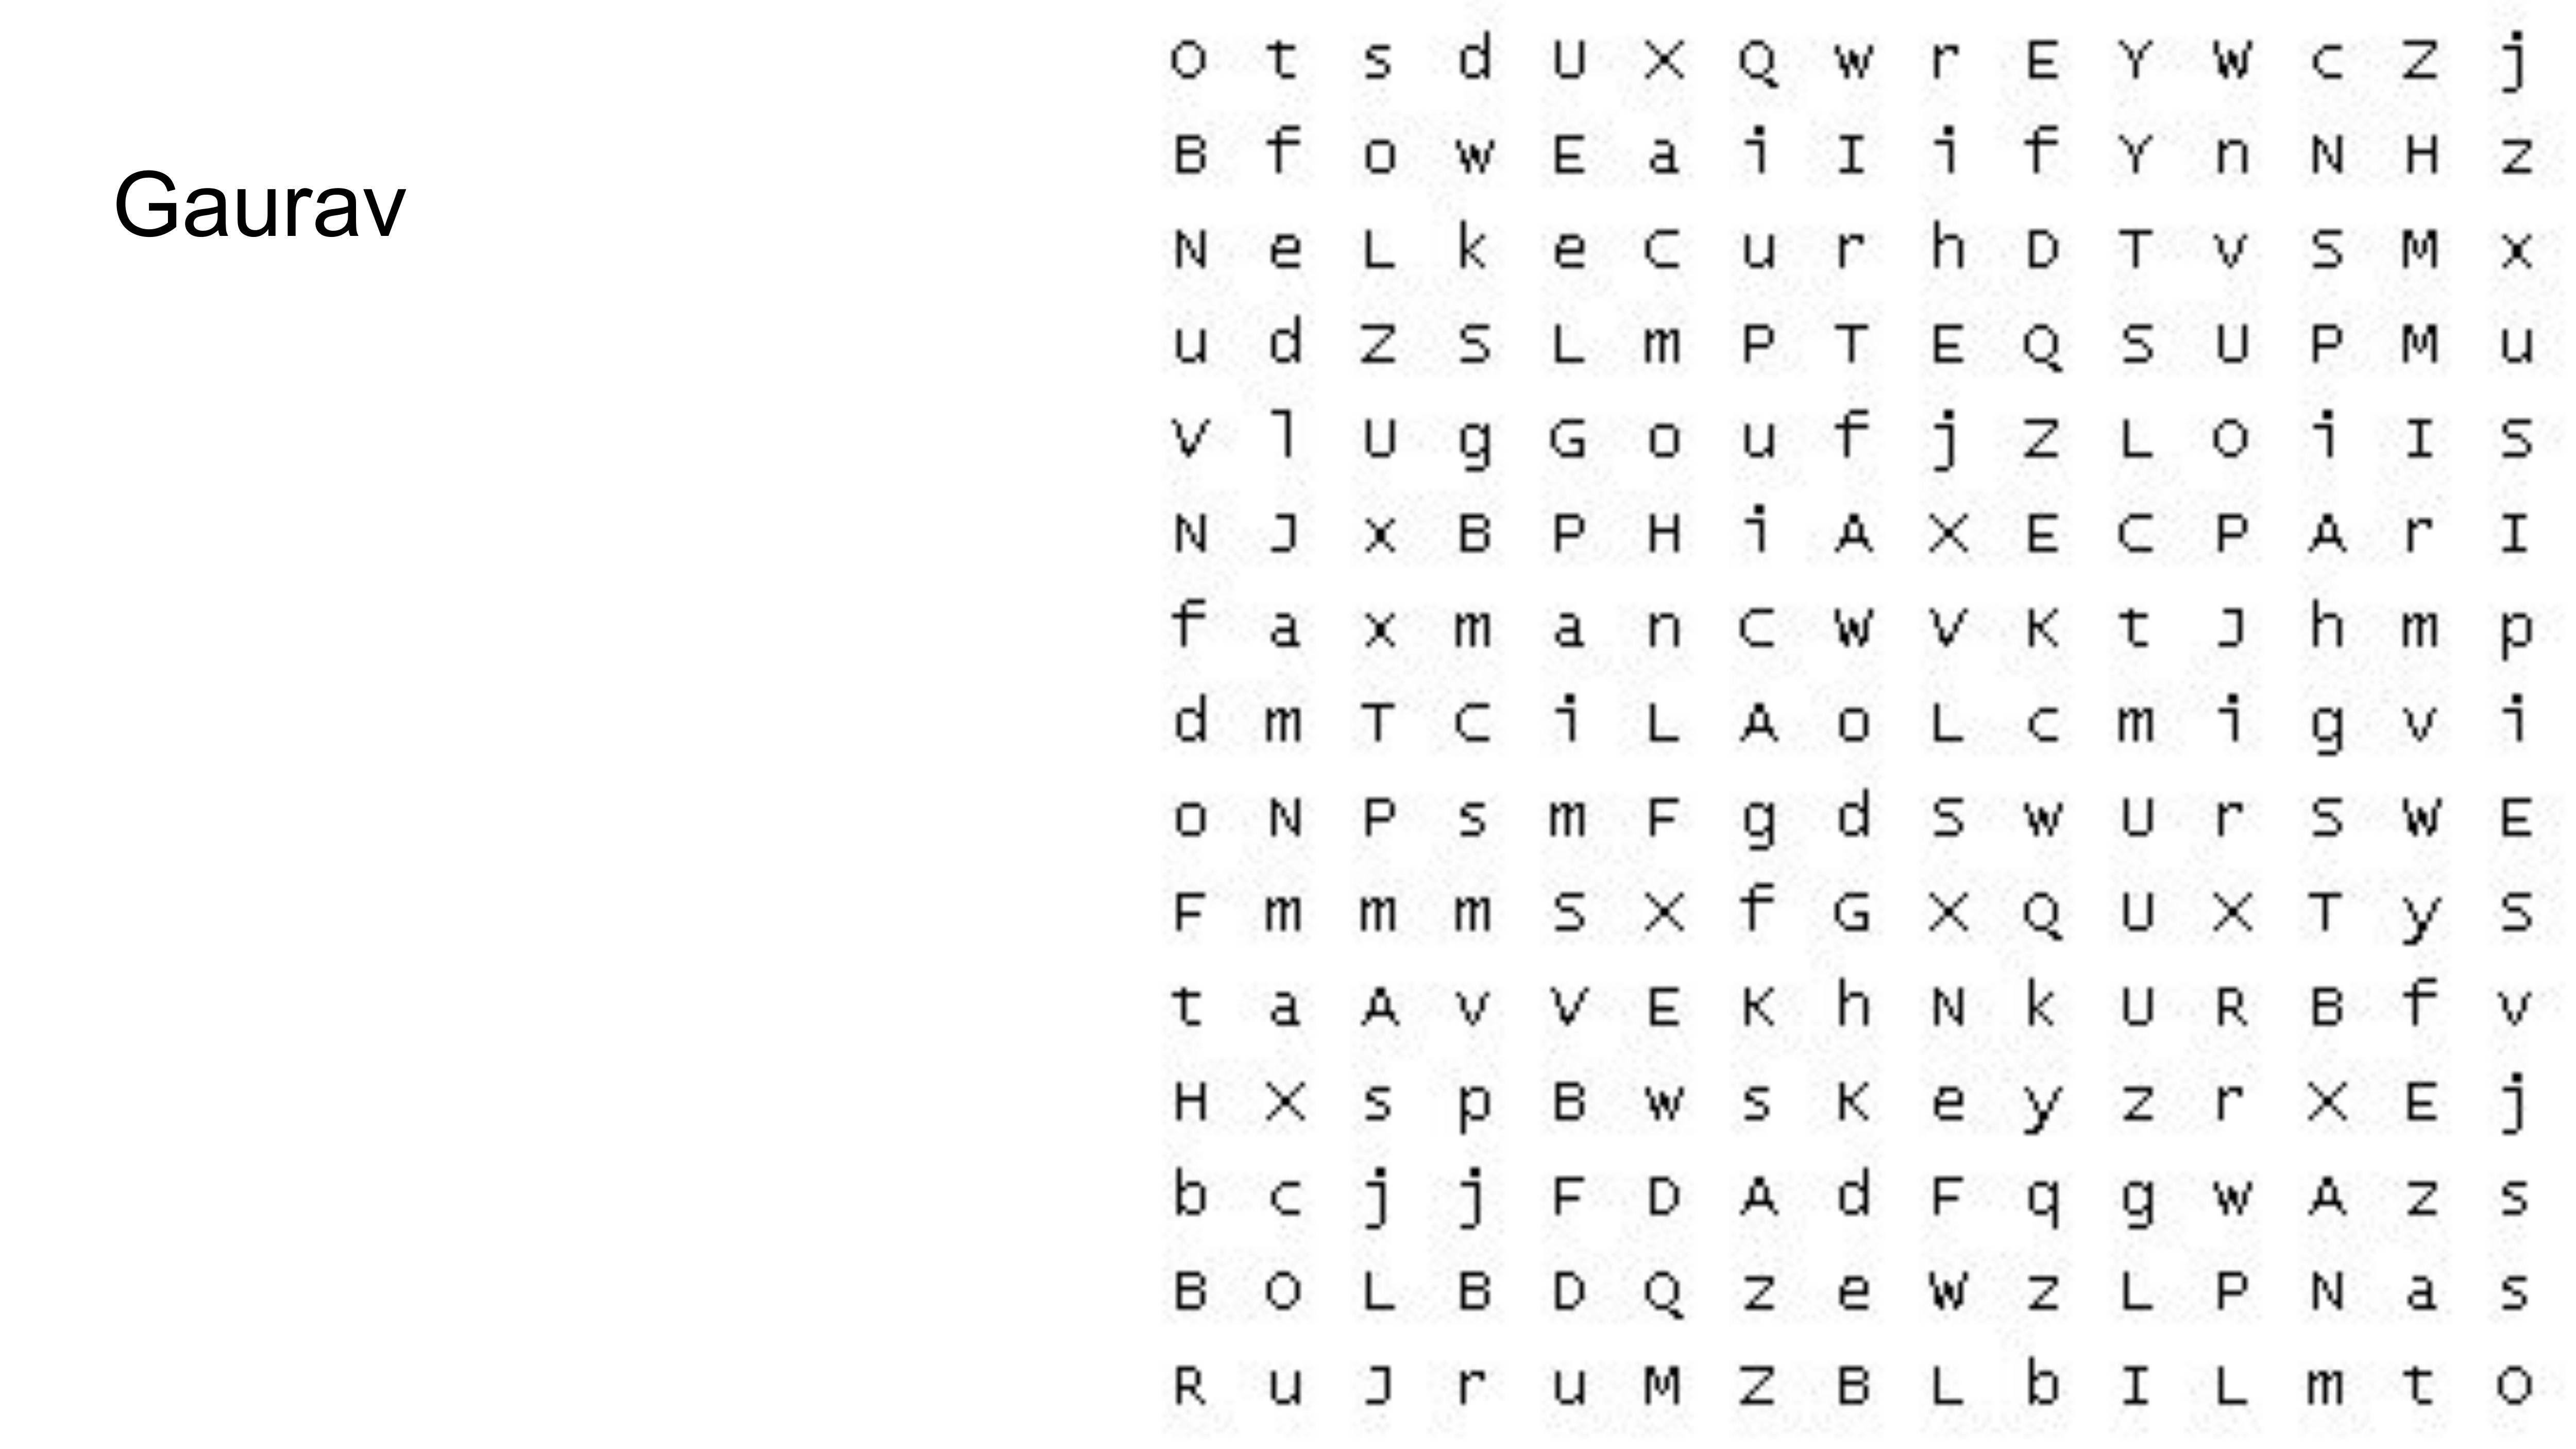 Gaurav
O t s d U X Q w r E Y W c Z j
B f o w E a i I i f Y n N H z
N e L k e C u r h D T v S M x
u d Z S L m P T E Q S U P M u
V l U g G o u f j Z L O i I S
N J x B P H i A X E C P A r I
f a x m a n C W V K t J h m p
d m T C i L A o L c m i g v i
o N P s m F g d S w U r S W E
F m m m S X f G X Q U X T y S
t a A v V E K h N k U R B f v
H X s p B w s K e y z r X E j
b c j j F D A d F q g w A z s
B O L B D Q z e W z L P N a s
R u J r u M Z B L b I L m t O